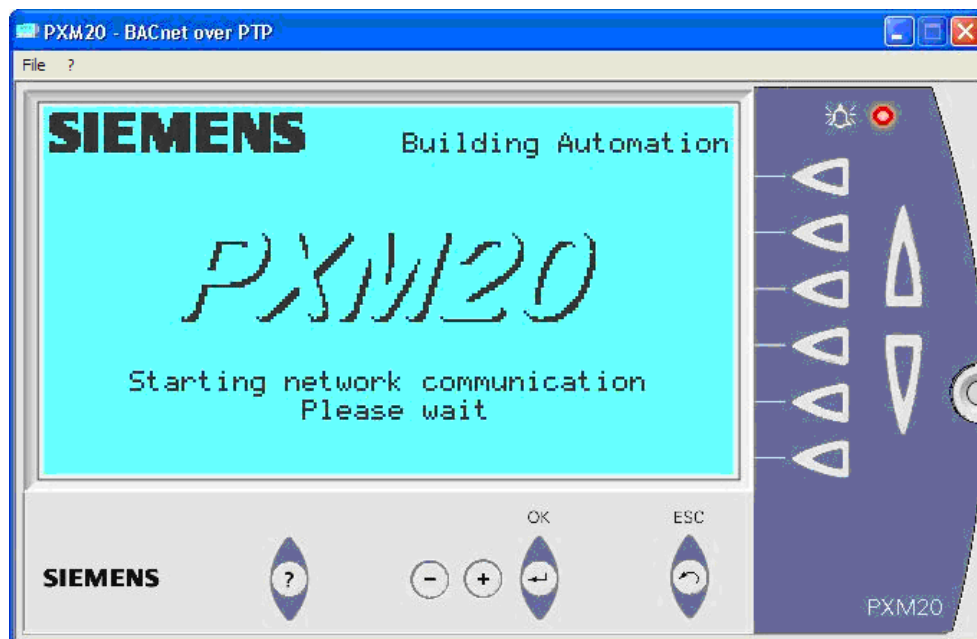 PXM20 - BACnet over PTP
File ?
SIEMENS
Building Automation
PXM20
Starting network communication
Please wait
OK
ESC
SIEMENS
?
-
+
PXM20